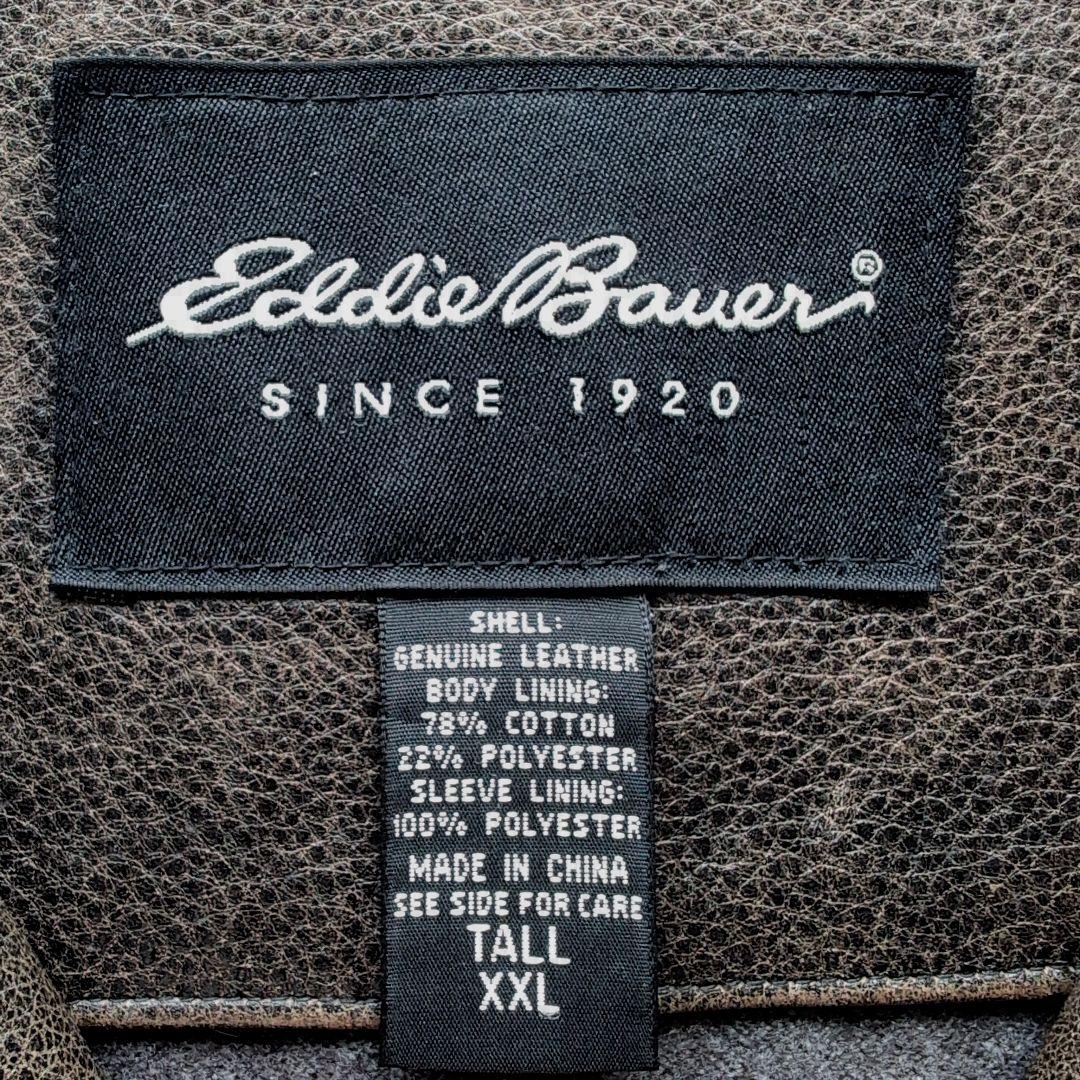 Eddie Bauer®
SINCE 1920
SHELL:
GENUINE LEATHER
BODY LINING:
78% COTTON
22% POLYESTER
SLEEVE LINING:
100% POLYESTER
MADE IN CHINA
SEE SIDE FOR CARE
TALL
XXL